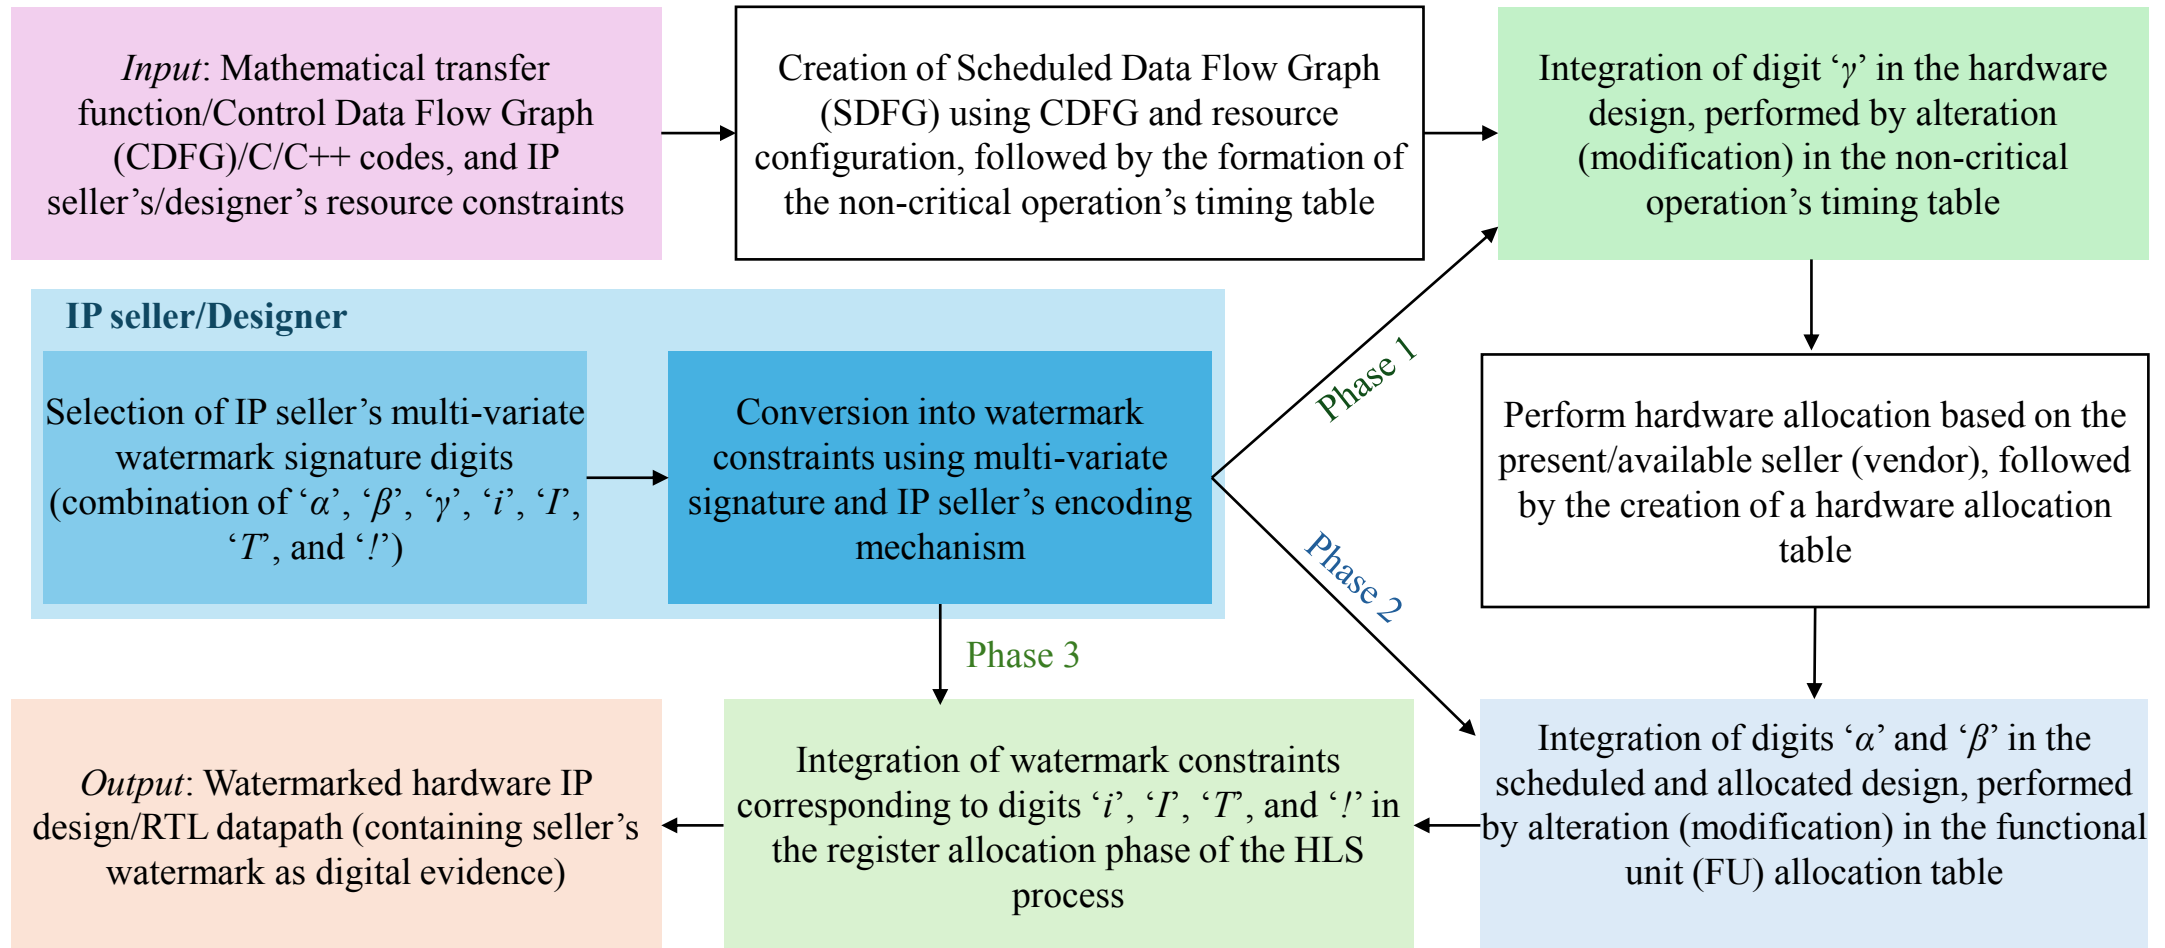 Input: Mathematical transfer
function/Control Data Flow Graph
(CDFG)/C/C++ codes, and IP
seller’s/designer’s resource constraints
Creation of Scheduled Data Flow Graph
(SDFG) using CDFG and resource
configuration, followed by the formation of
the non-critical operation’s timing table
Integration of digit ‘γ’ in the hardware
design, performed by alteration
(modification) in the non-critical
operation’s timing table
IP seller/Designer
Selection of IP seller’s multi-variate
watermark signature digits
(combination of ‘α’, ‘β’, ‘γ’, ‘i’, ‘I’,
‘T’, and ‘!’)
Conversion into watermark
constraints using multi-variate
signature and IP seller’s encoding
mechanism
Phase 1
Phase 2
Phase 3
Perform hardware allocation based on the
present/available seller (vendor), followed
by the creation of a hardware allocation
table
Integration of digits ‘α’ and ‘β’ in the
scheduled and allocated design, performed
by alteration (modification) in the functional
unit (FU) allocation table
Integration of watermark constraints
corresponding to digits ‘i’, ‘I’, ‘T’, and ‘!’ in
the register allocation phase of the HLS
process
Output: Watermarked hardware IP
design/RTL datapath (containing seller’s
watermark as digital evidence)